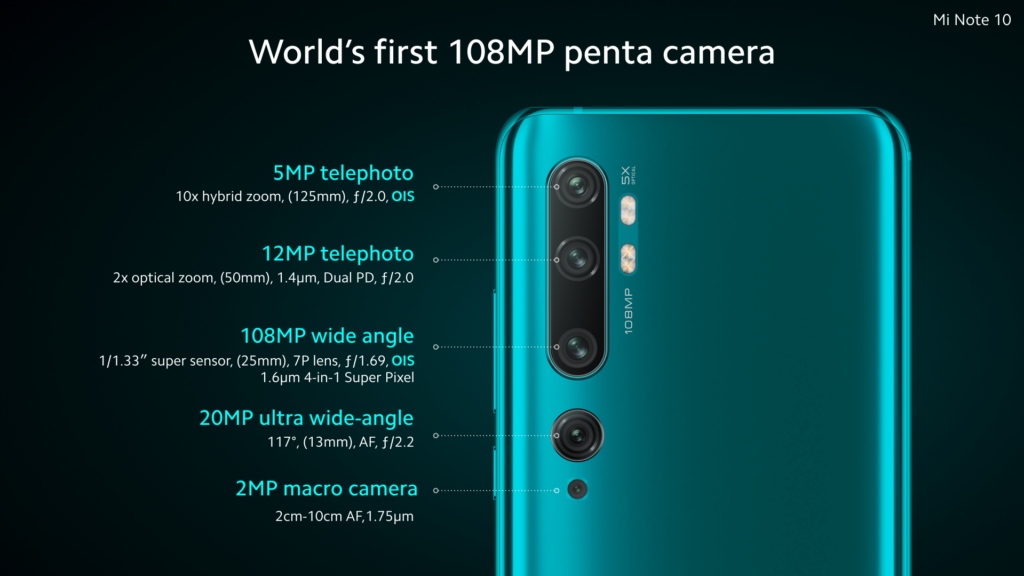 Mi Note 10
World's first 108MP penta camera
5MP telephoto
10x hybrid zoom, (125mm), ƒ/2.0, OIS
5X
OPTICAL
12MP telephoto
2x optical zoom, (50mm), 1.4µm, Dual PD, ƒ/2.0
108MP
108MP wide angle
1/1.33″ super sensor, (25mm), 7P lens, ƒ/1.69, OIS
1.6µm 4-in-1 Super Pixel
20MP ultra wide-angle
117°, (13mm), AF, ƒ/2.2
2MP macro camera
2cm-10cm AF,1.75µm